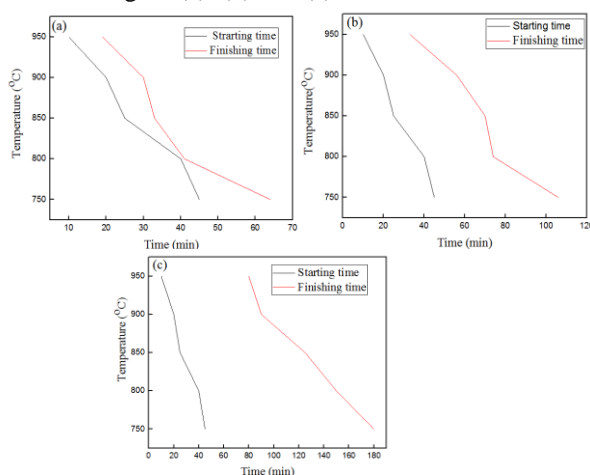 (a)
Strarting time
Finishing time
Temperature (°C)
950
900
850
800
750
10 20 30 40 50 60 70
Time (min)
(b)
Starting time
Finishing time
Temperature(°C)
950
900
850
800
750
0 20 40 60 80 100 120
Time (min)
(c)
Starting time
Finishing time
Temperature (°C)
950
900
850
800
750
0 20 40 60 80 100 120 140 160 180
Time (min)